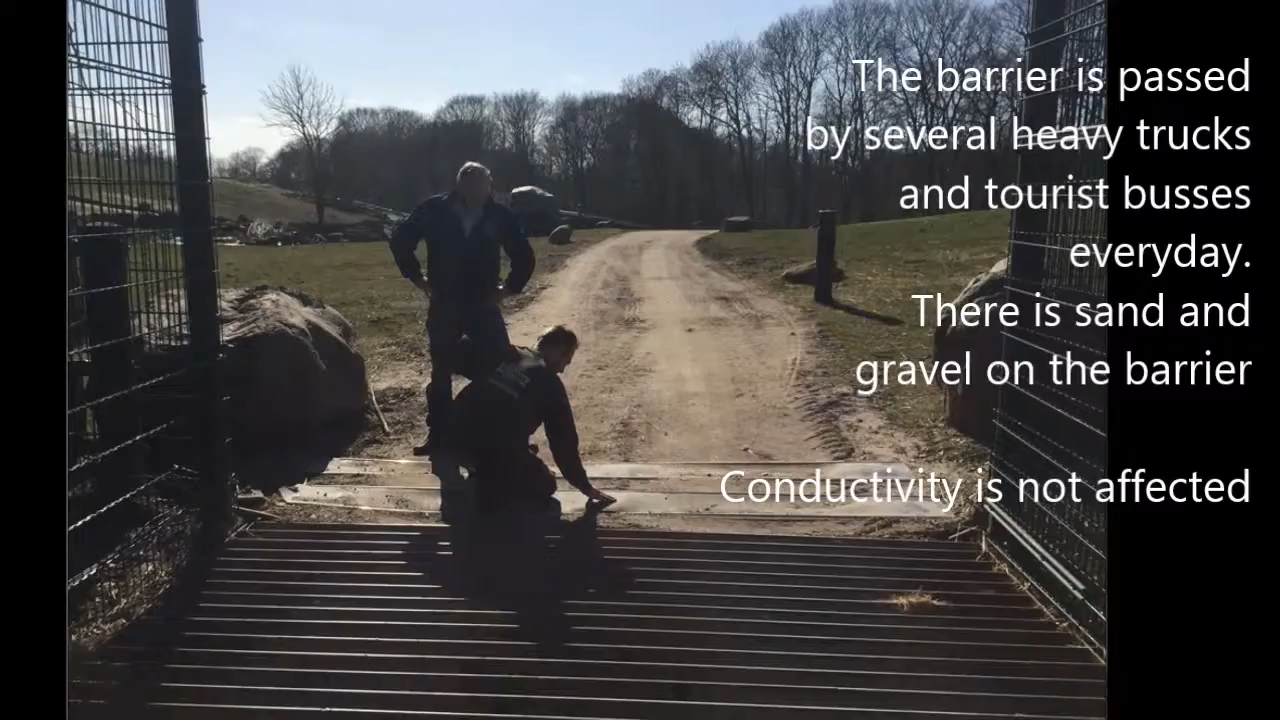 The barrier is passed
by several heavy trucks
and tourist busses
everyday.
There is sand and
gravel on the barrier
Conductivity is not affected